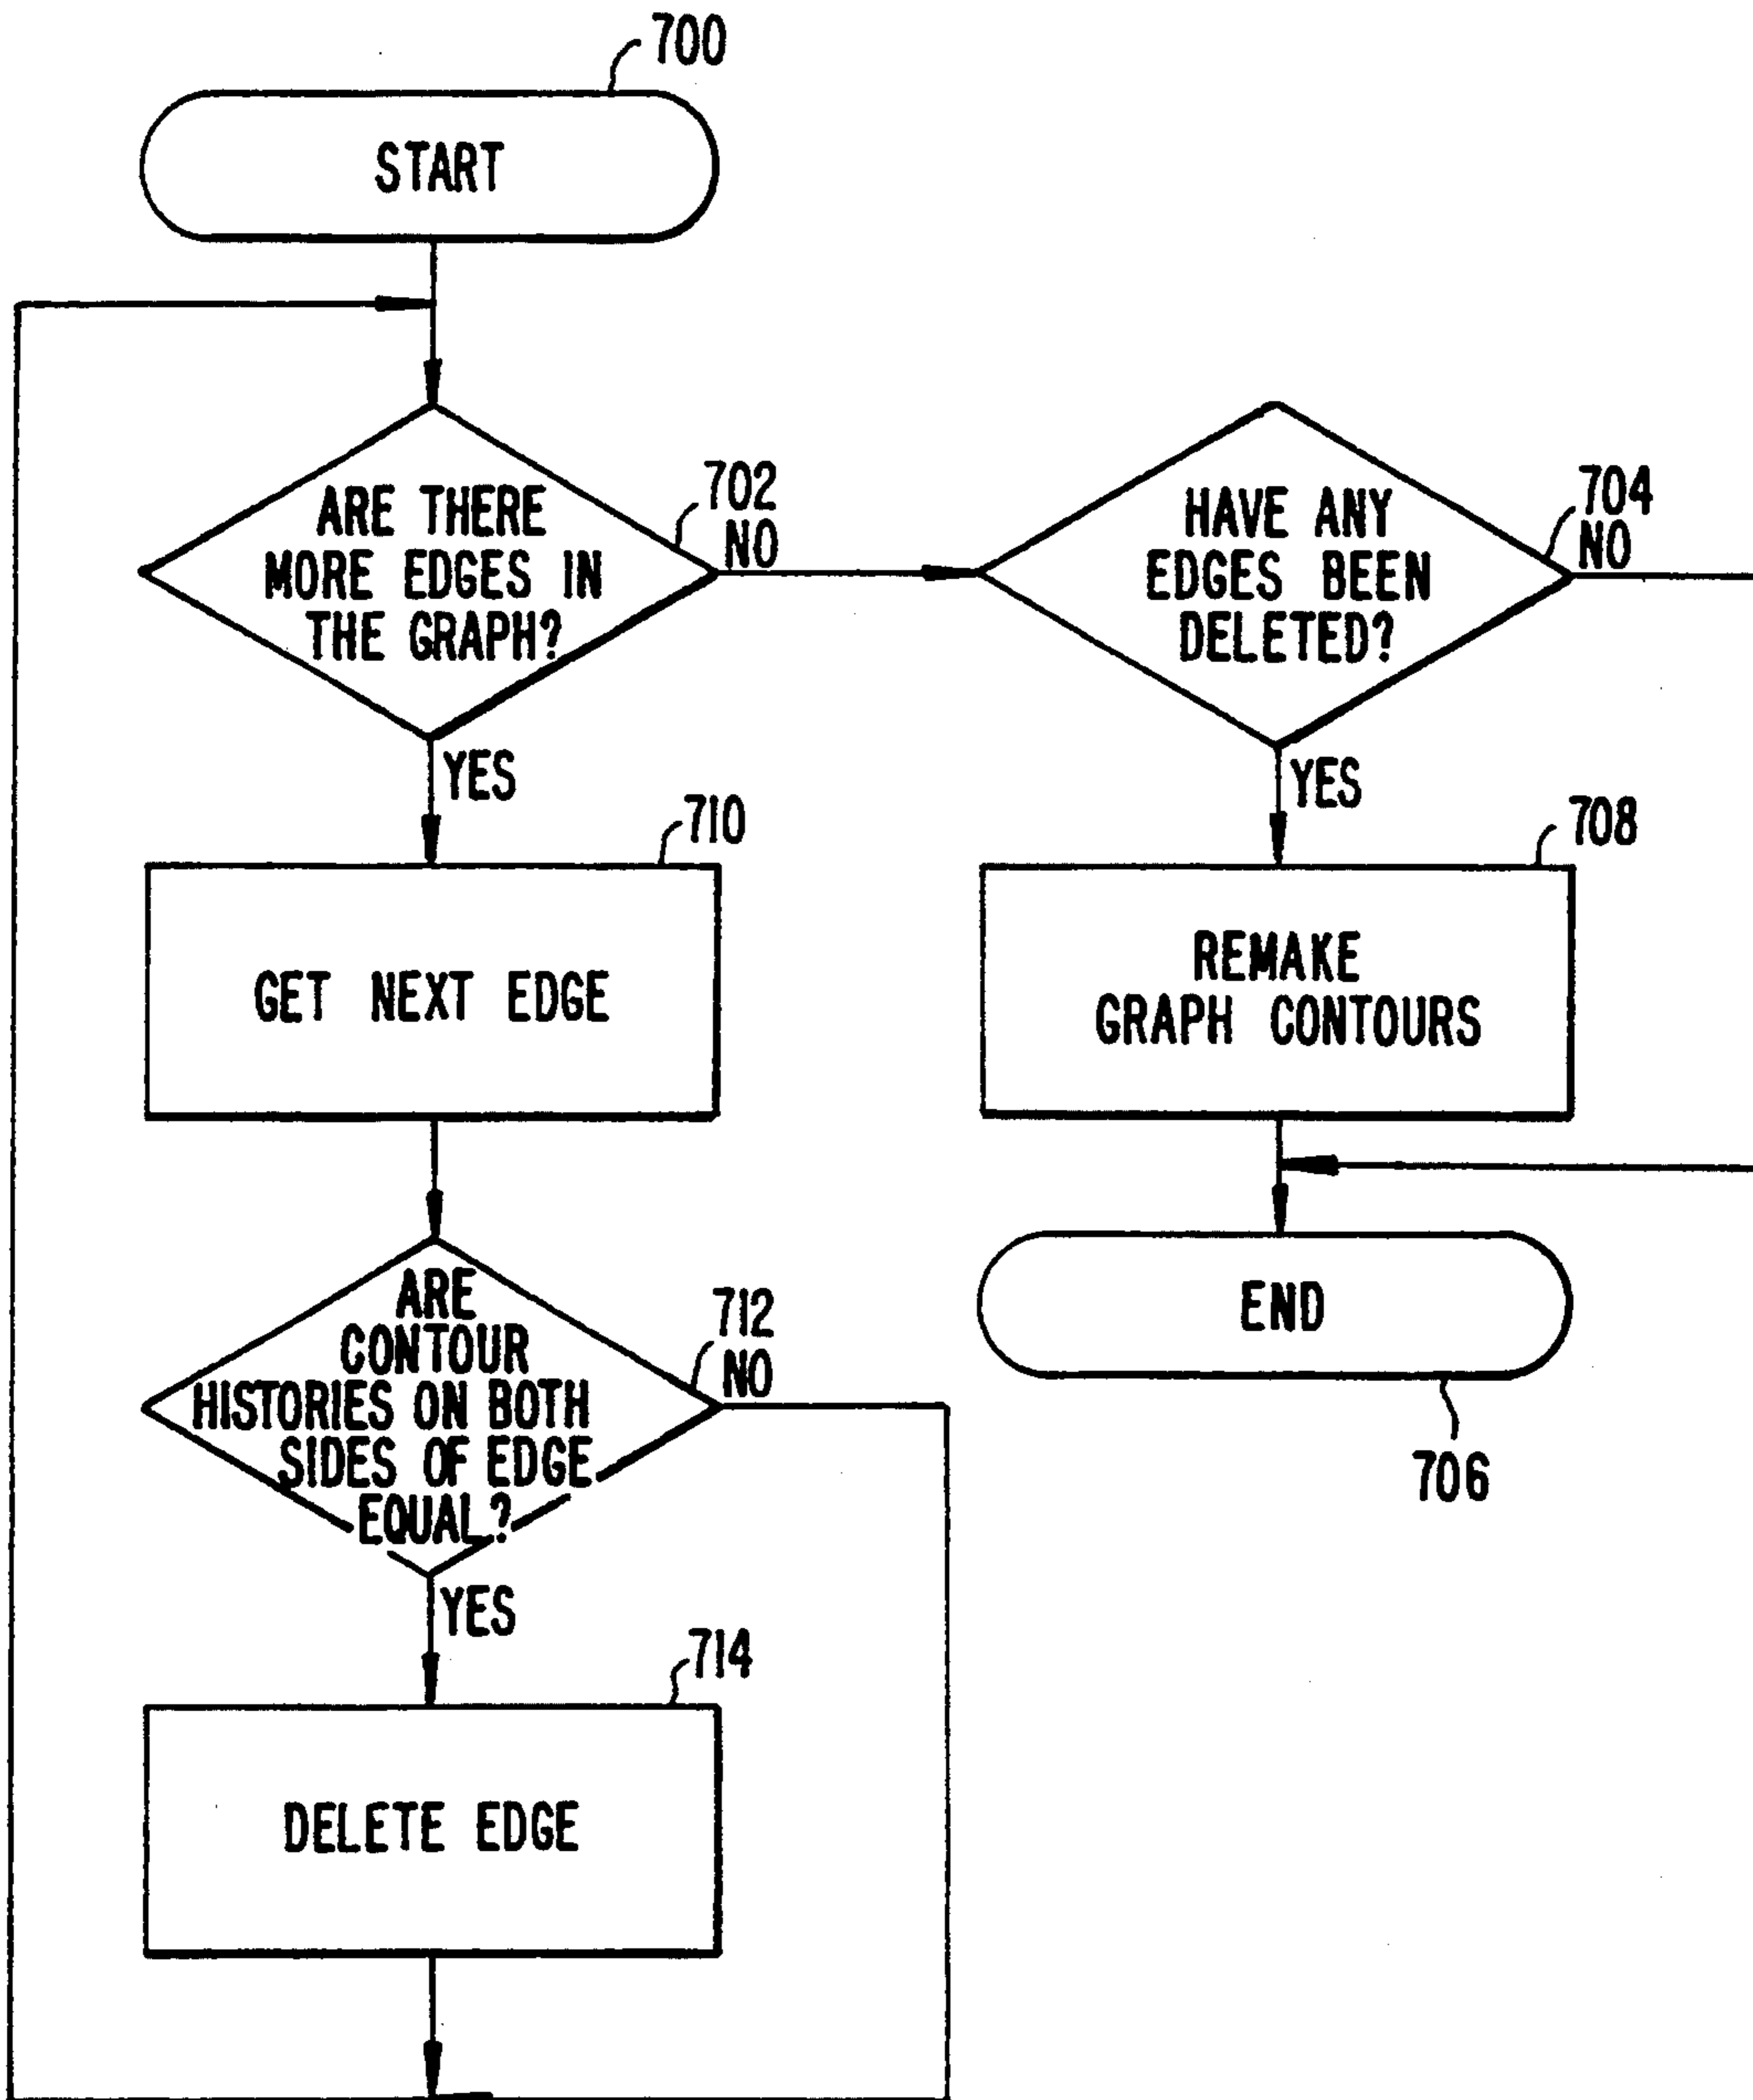 700
START
ARE THERE
MORE EDGES IN
THE GRAPH?
702
NO
HAVE ANY
EDGES BEEN
DELETED?
704
NO
YES
YES
710
GET NEXT EDGE
708
REMAKE
GRAPH CONTOURS
ARE
CONTOUR
HISTORIES ON BOTH
SIDES OF EDGE
EQUAL?
712
NO
END
706
YES
714
DELETE EDGE